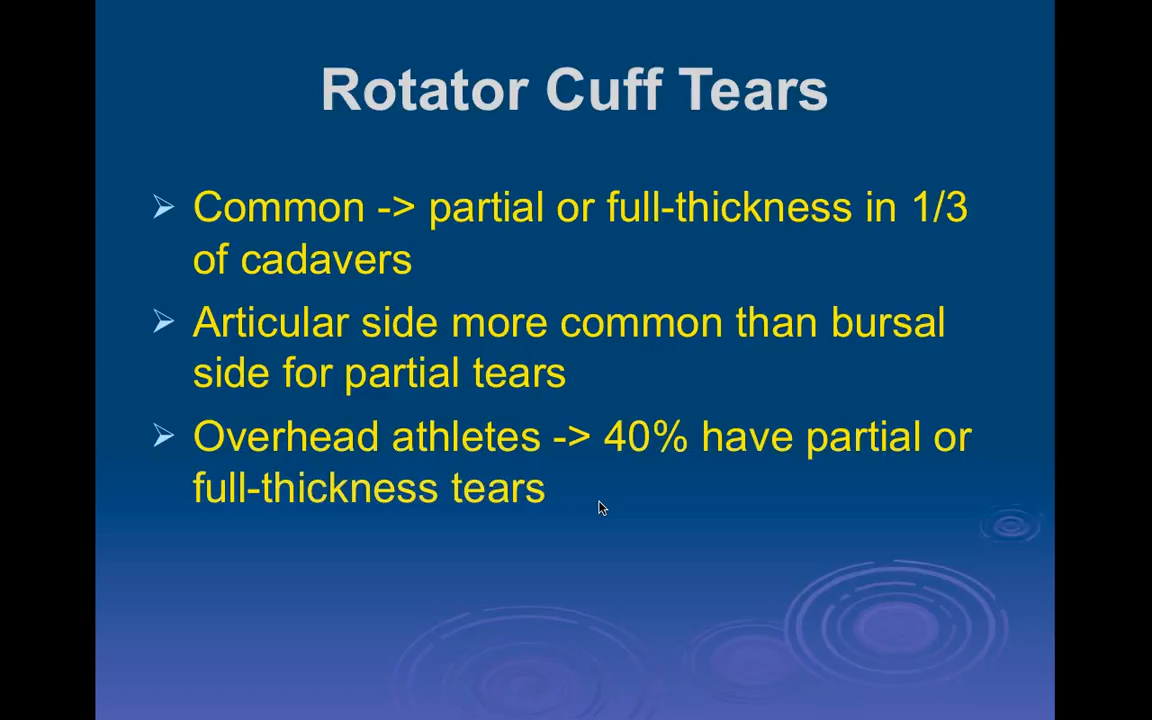 Rotator Cuff Tears
Common -> partial or full-thickness in 1/3
of cadavers
Articular side more common than bursal
side for partial tears
Overhead athletes -> 40% have partial or
full-thickness tears